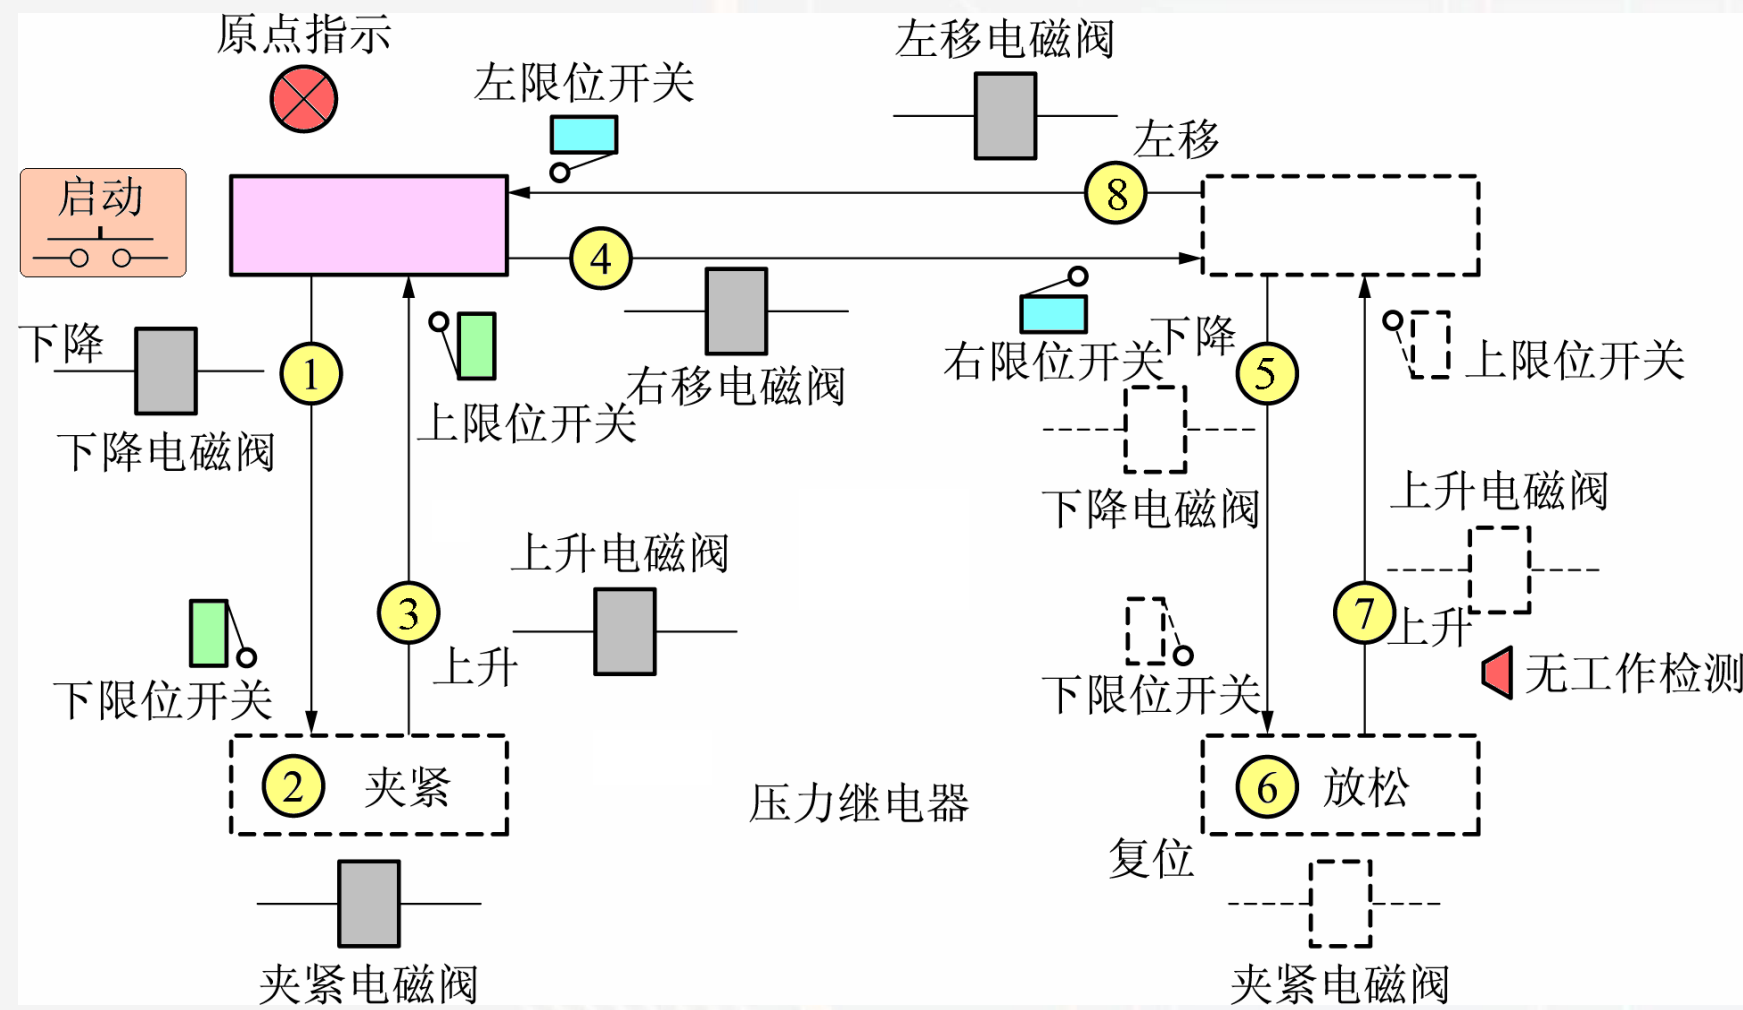 原点指示
左移电磁阀
左限位开关
左移
8
启动
4
下降
1
右限位开关
下降
5
上限位开关
右移电磁阀
上限位开关
下降电磁阀
下降电磁阀
上升电磁阀
上升电磁阀
3
7
上升
上升
无工作检测
下限位开关
下限位开关
2
夹紧
压力继电器
6
放松
复位
夹紧电磁阀
夹紧电磁阀